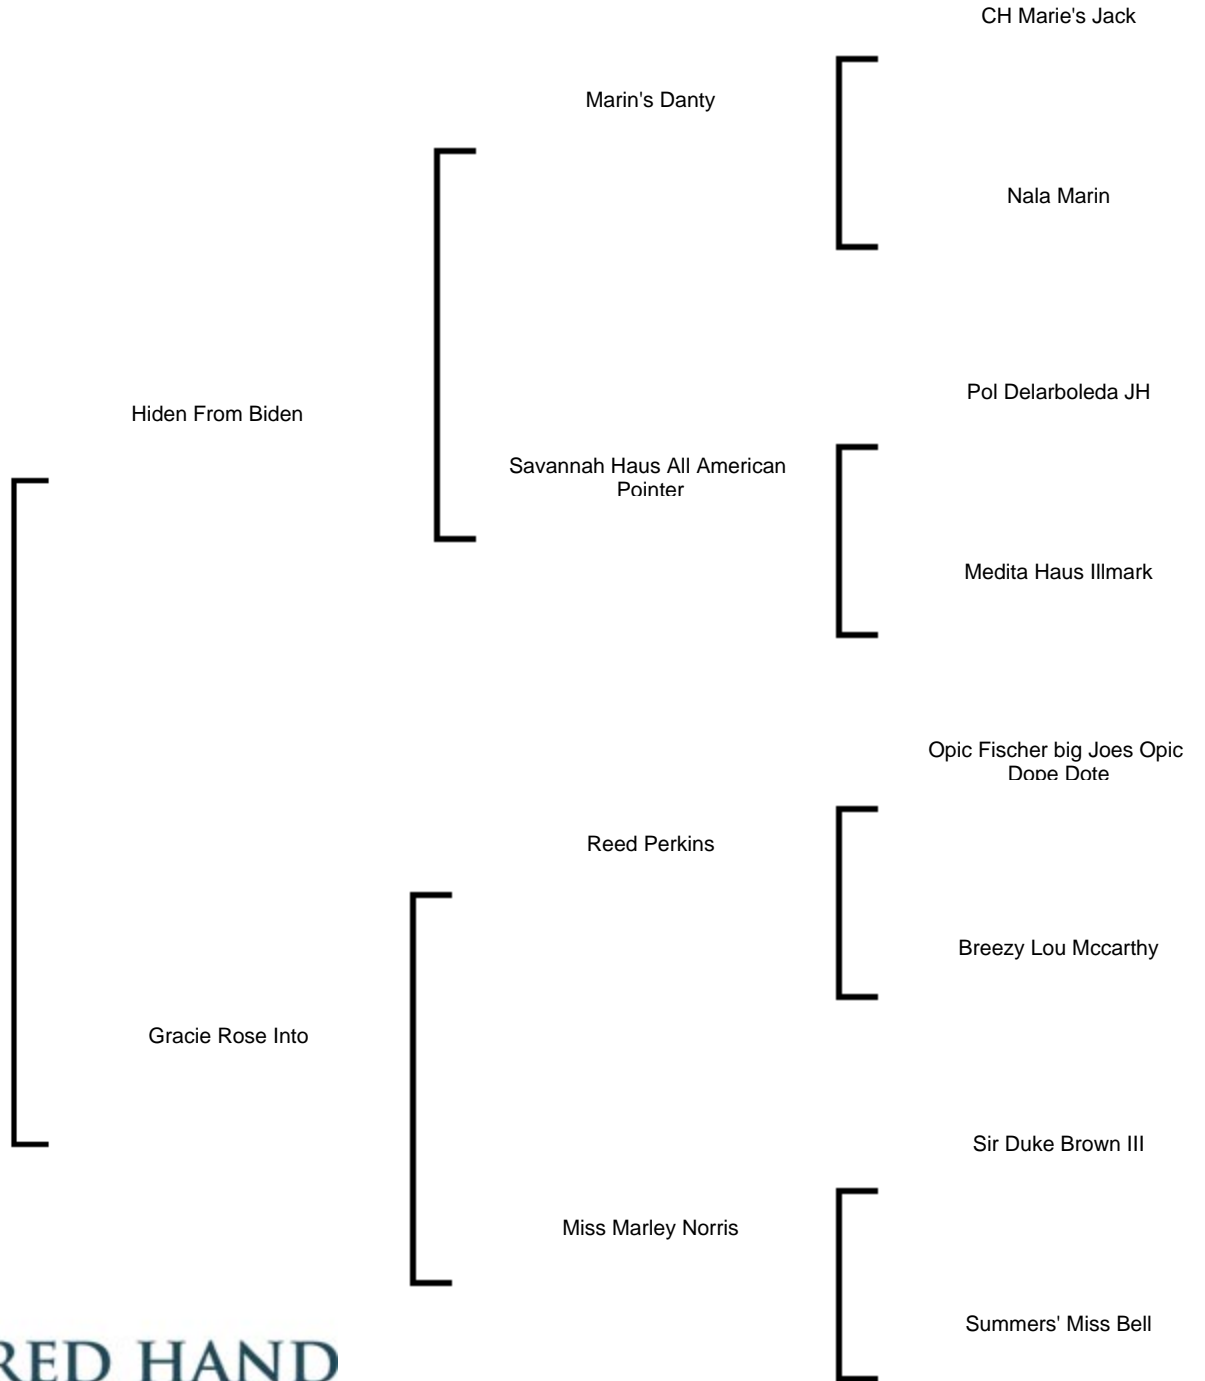 CH Marie's Jack
Marin's Danty
Nala Marin
Pol Delarboleda JH
Hiden From Biden
Savannah Haus All American
Pointer
Medita Haus Illmark
Opic Fischer big Joes Opic
Dope Dote
Reed Perkins
Breezy Lou Mccarthy
Gracie Rose Into
Sir Duke Brown III
Miss Marley Norris
Summers' Miss Bell
RED HAND